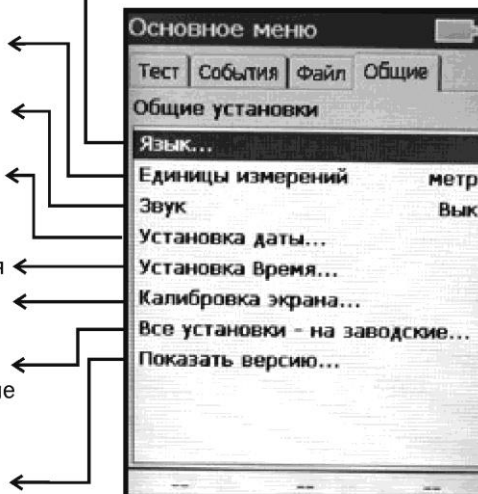 Основное меню
Тест События Файл Общие
Общие установки
Язык...
Единицы измерений метр
Звук Вык
Установка даты...
я
Установка Время...
Калибровка экрана...
Все установки - на заводские...
е
Показать версию...
-- -- --